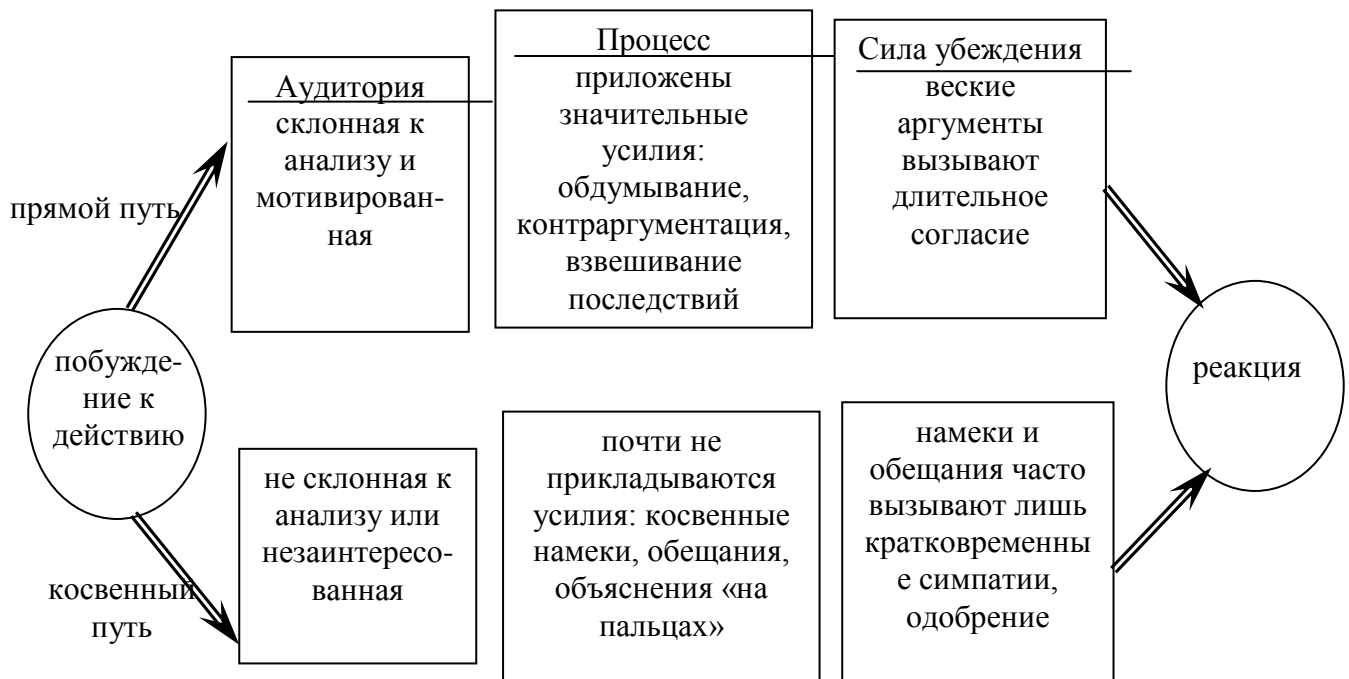 прямой путь
побужде-
ние к
действию
косвенный
путь
Аудитория
склонная к
анализу и
мотивирован-
ная
Процесс
приложены
значительные
усилия:
обдумывание,
контраргументация,
взвешивание
последствий
Сила убеждения
веские
аргументы
вызывают
длительное
согласие
не склонная к
анализу или
незаинтересо-
ванная
почти не
прикладываются
усилия: косвенные
намеки, обещания,
объяснения «на
пальцах»
намеки и
обещания часто
вызывают лишь
кратковременны
е симпатии,
одобрение
реакция